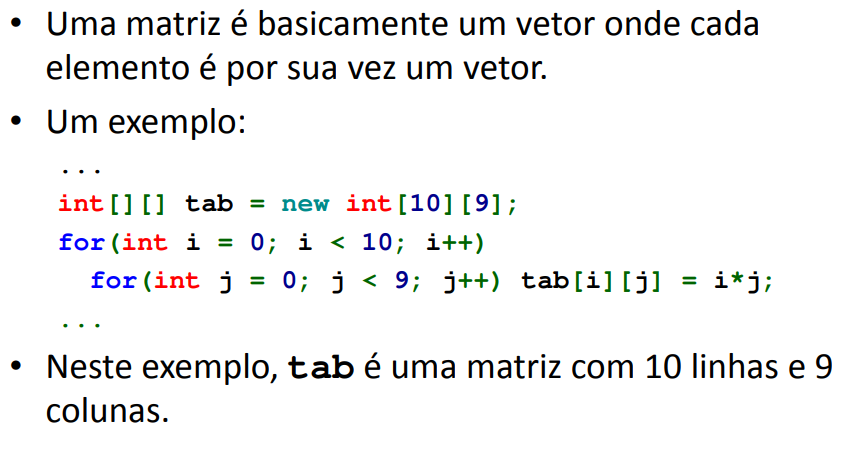 • Uma matriz é basicamente um vetor onde cada
elemento é por sua vez um vetor.
• Um exemplo:
...
int[][] tab = new int[10][9];
for(int i = 0; i < 10; i++)
  for(int j = 0; j < 9; j++) tab[i][j] = i*j;
...
• Neste exemplo, tab é uma matriz com 10 linhas e 9
colunas.